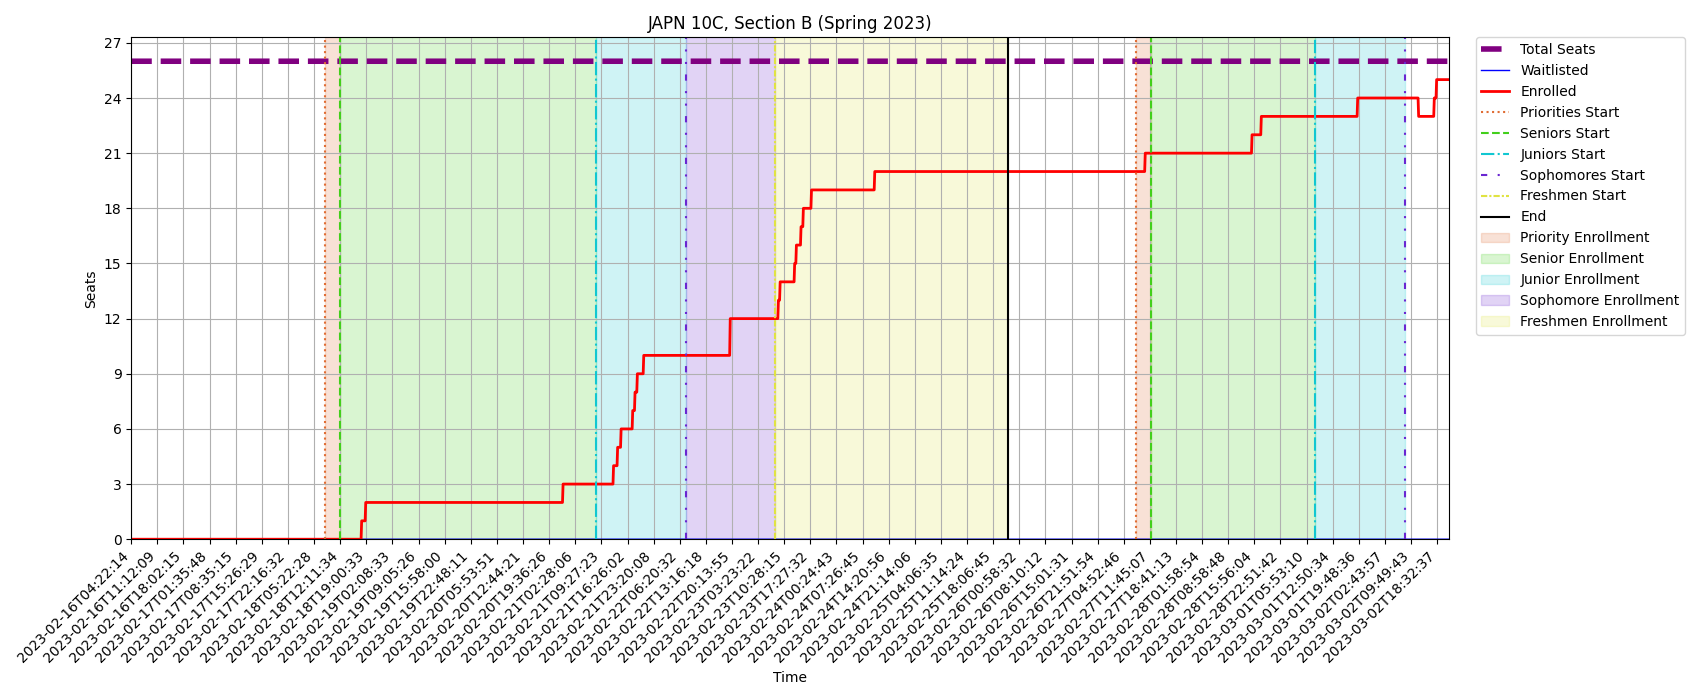 JAPN 10C, Section B (Spring 2023)
27
24
21
18
15
12
9
6
3
0
Seats
2023-02-16T04:22:14
2023-02-16T11:12:09
2023-02-16T18:02:15
2023-02-17T01:35:48
2023-02-17T08:35:15
2023-02-17T15:26:29
2023-02-17T22:16:32
2023-02-18T05:22:28
2023-02-18T12:11:34
2023-02-18T19:00:33
2023-02-19T02:08:33
2023-02-19T09:05:26
2023-02-19T15:58:00
2023-02-19T22:48:11
2023-02-20T05:53:51
2023-02-20T12:44:21
2023-02-20T19:36:26
2023-02-21T02:28:06
2023-02-21T09:27:23
2023-02-21T16:26:02
2023-02-21T23:20:08
2023-02-22T06:20:32
2023-02-22T13:16:18
2023-02-22T20:13:55
2023-02-23T03:23:22
2023-02-23T10:28:15
2023-02-23T17:27:32
2023-02-24T00:24:43
2023-02-24T07:26:45
2023-02-24T14:20:56
2023-02-24T21:14:06
2023-02-25T04:06:35
2023-02-25T11:14:24
2023-02-25T18:06:45
2023-02-26T00:58:32
2023-02-26T08:10:12
2023-02-26T15:01:31
2023-02-26T21:51:54
2023-02-27T04:52:46
2023-02-27T11:45:07
2023-02-27T18:41:13
2023-02-28T01:58:54
2023-02-28T08:58:48
2023-02-28T15:56:04
2023-02-28T22:51:42
2023-03-01T05:53:10
2023-03-01T12:50:34
2023-03-01T19:48:36
2023-03-02T02:43:57
2023-03-02T09:49:43
2023-03-02T18:32:37
Time
Total Seats
Waitlisted
Enrolled
Priorities Start
Seniors Start
Juniors Start
Sophomores Start
Freshmen Start
End
Priority Enrollment
Senior Enrollment
Junior Enrollment
Sophomore Enrollment
Freshmen Enrollment